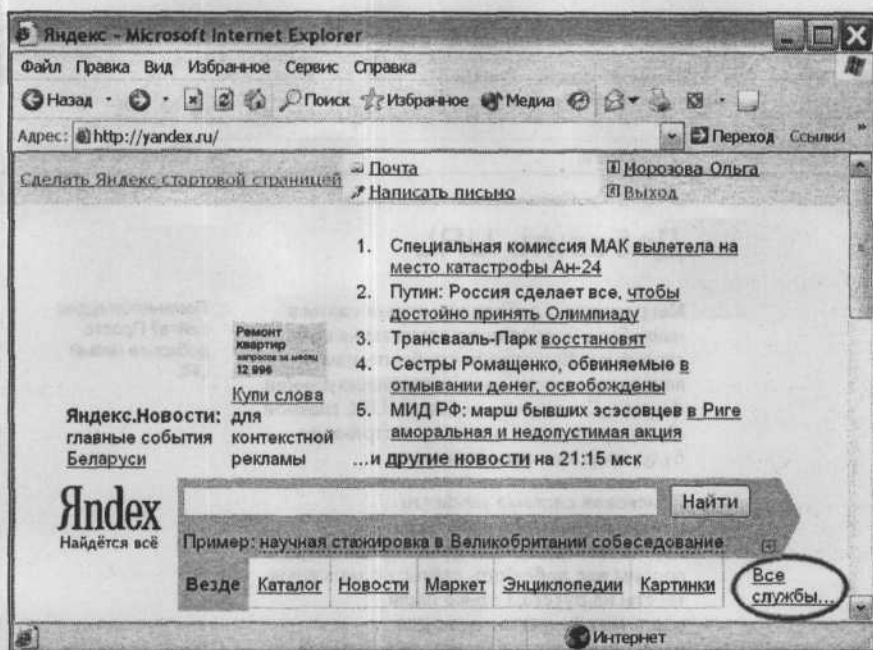 Яндекс - Microsoft Internet Explorer
Файл Правка Вид Избранное Сервис Справка
Назад Поиск Избранное Медиа
Адрес: http://yandex.ru/ Переход Ссылки »
Сделать Яндекс стартовой страницей
Почта
Написать письмо
Морозова Ольга
Выход
1. Специальная комиссия МАК вылетела на
место катастрофы Ан-24
2. Путин: Россия сделает все, чтобы
достойно принять Олимпиаду
3. Трансвааль-Парк восстановят
4. Сестры Ромащенко, обвиняемые в
отмывании денег, освобождены
5. МИД РФ: марш бывших эсэсовцев в Риге
аморальная и недопустимая акция
...и другие новости на 21:15 мск
Яндекс.Новости:
главные события
Беларуси
Ремонт
квартир
запросов за месяц
12 996
Купи слова
для
контекстной
рекламы
Яndex
Найдётся всё
Найти
Пример: научная стажировка в Великобритании собеседование
Везде Каталог Новости Маркет Энциклопедии Картинки
Все
службы...
Интернет